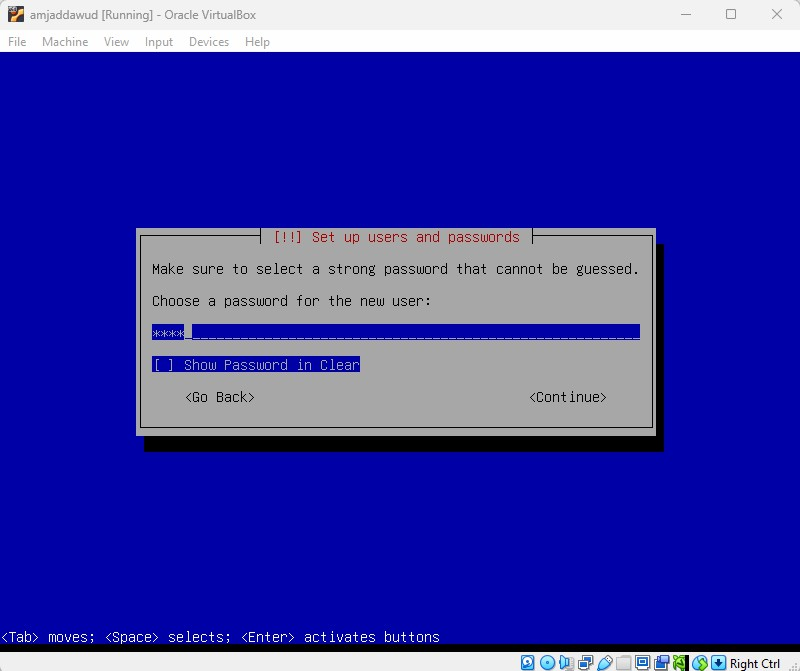 amjaddawud [Running] - Oracle VirtualBox
File Machine View Input Devices Help
[!!] Set up users and passwords
Make sure to select a strong password that cannot be guessed.
Choose a password for the new user:
****
[ ] Show Password in Clear
<Go Back> <Continue>
<Tab> moves; <Space> selects; <Enter> activates buttons
Right Ctrl